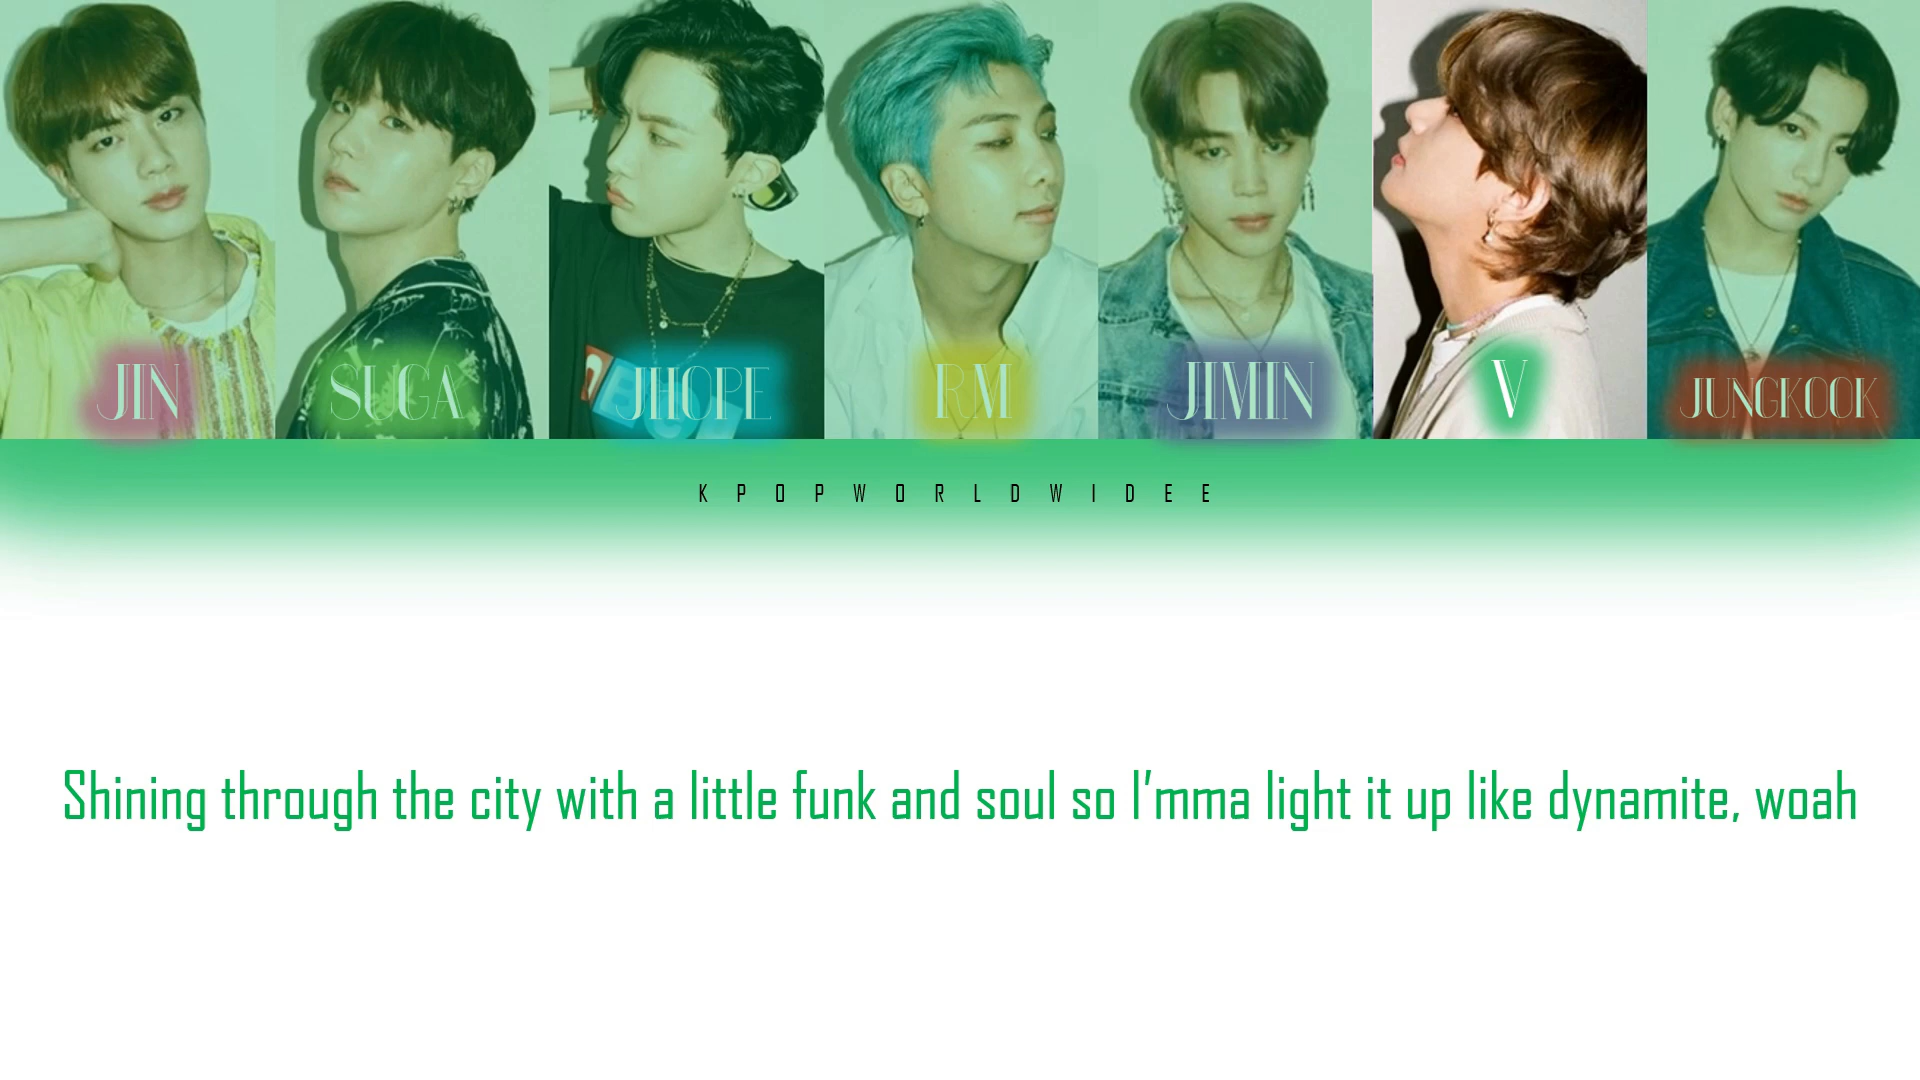 JIN SUGA JHOPE RM JIMIN V JUNGKOOK
KPOPWORLDWIDEE
Shining through the city with a little funk and soul so I'mma light it up like dynamite, woah